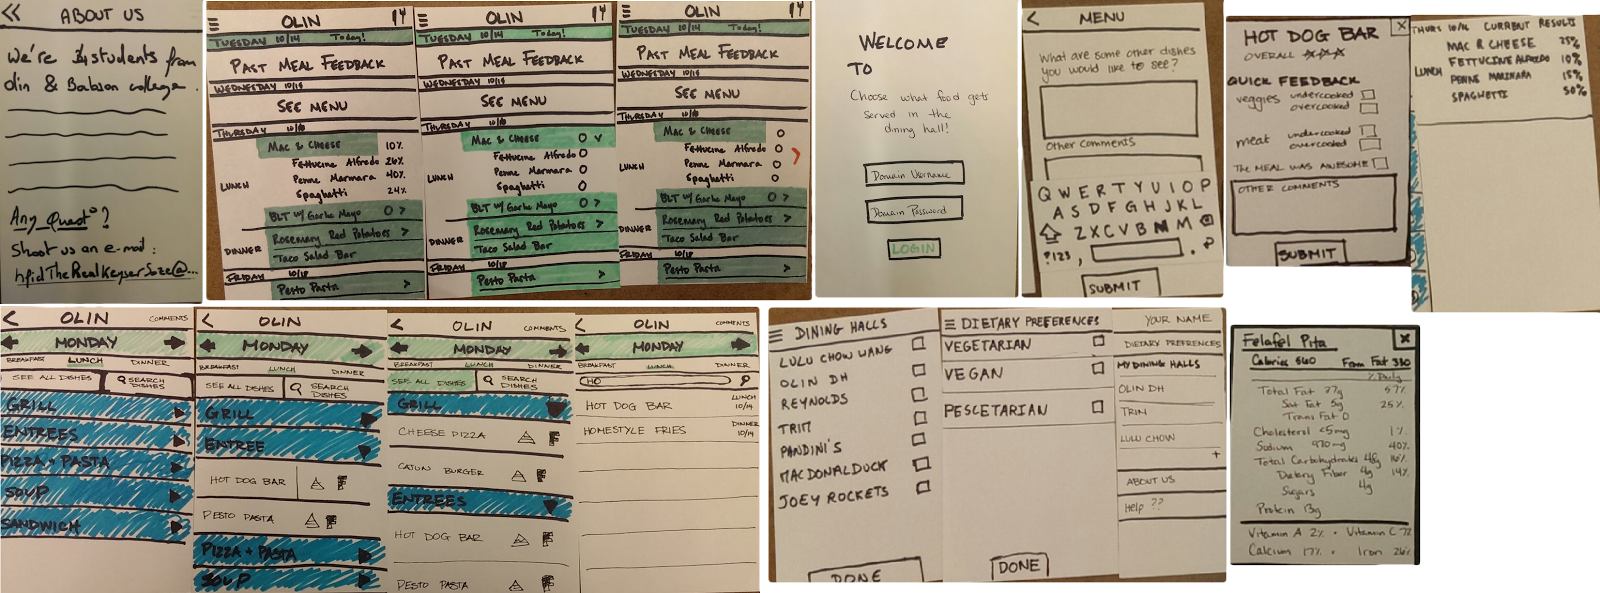 << ABOUT US
We're 14 students from
Olin & Babson college.
Any Quest°?
Shoot us an e-mail:
hfidTheRealKeyserSoze@...
OLIN
TUESDAY 10/14 Today!
PAST MEAL FEEDBACK
WEDNESDAY 10/15
SEE MENU
THURSDAY 10/16
LUNCH
Mac & Cheese 10%
Fettucine Alfredo 26%
Penne Marmara 40%
Spaghetti 24%
BLT w/ Garlic Mayo O >
DINNER
Rosemary Red Potatoes >
Taco Salad Bar
FRIDAY 10/17
Pesto Pasta >
OLIN
TUESDAY 10/14 Today!
PAST MEAL FEEDBACK
WEDNESDAY 10/15
SEE MENU
THURSDAY 10/16
LUNCH
Mac & Cheese
Fettucine Alfredo
Penne Marmara
Spaghetti
BLT w/ Garlic Mayo >
DINNER
Rosemary Red Potatoes >
Taco Salad Bar
FRIDAY 10/17
Pesto Pasta >
OLIN
TUESDAY 10/14 Today!
PAST MEAL FEEDBACK
WEDNESDAY 10/15
SEE MENU
THURSDAY 10/16
LUNCH
Mac & Cheese
Fettucine Alfredo
Penne Marmara
Spaghetti
BLT w/ Garlic Mayo >
DINNER
Rosemary Red Potatoes >
Taco Salad Bar
FRIDAY 10/17
Pesto Pasta >
WELCOME
TO
Choose what food gets
served in the
dining hall!
Domain Username
Domain Password
LOGIN
< MENU
What are some other dishes
you would like to see?
Other Comments
Q W E R T Y U I O P
A S D F G H J K L
Z X C V B N M
?123 , .
SUBMIT
HOT DOG BAR X
OVERALL
QUICK FEEDBACK
veggies undercooked
overcooked
meat undercooked
overcooked
THE MEAL WAS AWESOME
OTHER COMMENTS
SUBMIT
THURS 10/16 CURRENT RESULTS
LUNCH
MAC & CHEESE 25%
FETTUCINE ALFREDO 10%
PENNE MARINARA 15%
SPAGHETTI 50%
< OLIN COMMENTS
MONDAY
BREAKFAST LUNCH DINNER
SEE ALL DISHES SEARCH DISHES
GRILL
ENTREES
PIZZA + PASTA
SOUP
SANDWICH
< OLIN
MONDAY
BREAKFAST LUNCH DINNER
SEE ALL DISHES SEARCH DISHES
GRILL
ENTREE
HOT DOG BAR
PESTO PASTA
PIZZA + PASTA
SOUP
< OLIN COMMENTS
MONDAY
BREAKFAST LUNCH DINNER
SEE ALL DISHES SEARCH DISHES
GRILL
CHEESE PIZZA
CAJUN BURGER
ENTREES
HOT DOG BAR
PESTO PASTA
< OLIN COMMENTS
MONDAY
BREAKFAST LUNCH DINNER
HO
HOT DOG BAR LUNCH 10/14
HOMESTYLE FRIES DINNER 10/14
DINING HALLS
LULU CHOW WANG
OLIN DH
REYNOLDS
TRIM
PANDINI'S
MACDONALDUCK
JOEY ROCKETS
DONE
DIETARY PREFERENCES
VEGETARIAN
VEGAN
PESCETARIAN
DONE
YOUR NAME
DIETARY PREFERENCES
MY DINING HALLS
OLIN DH
TRIM
LULU CHOW
+
ABOUT US
Help ??
Felafel Pita X
Calories 560 From Fat 330
% Daily
Total Fat 37g 57%
Sat Fat 5g 25%
Trans Fat 0
Cholesterol <5mg 1%
Sodium 970mg 40%
Total Carbohydrates 48g 16%
Dietary Fiber 4g 14%
Sugars 4g
Protein 13g
Vitamin A 2% • Vitamin C 7%
Calcium 17% • Iron 26%